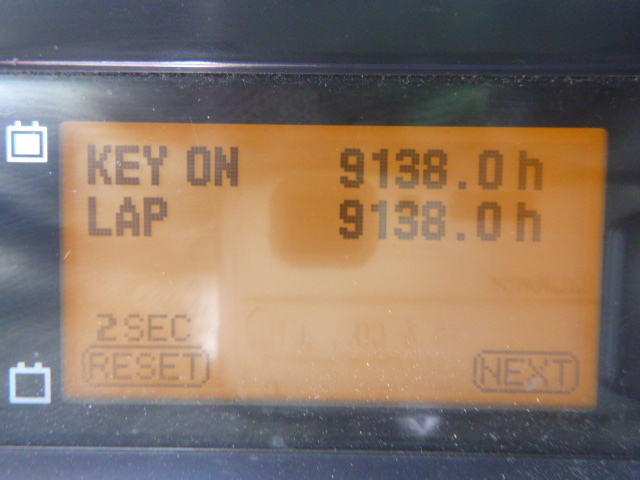 KEY ON 9138.0 h
LAP 9138.0 h
2 SEC
RESET NEXT